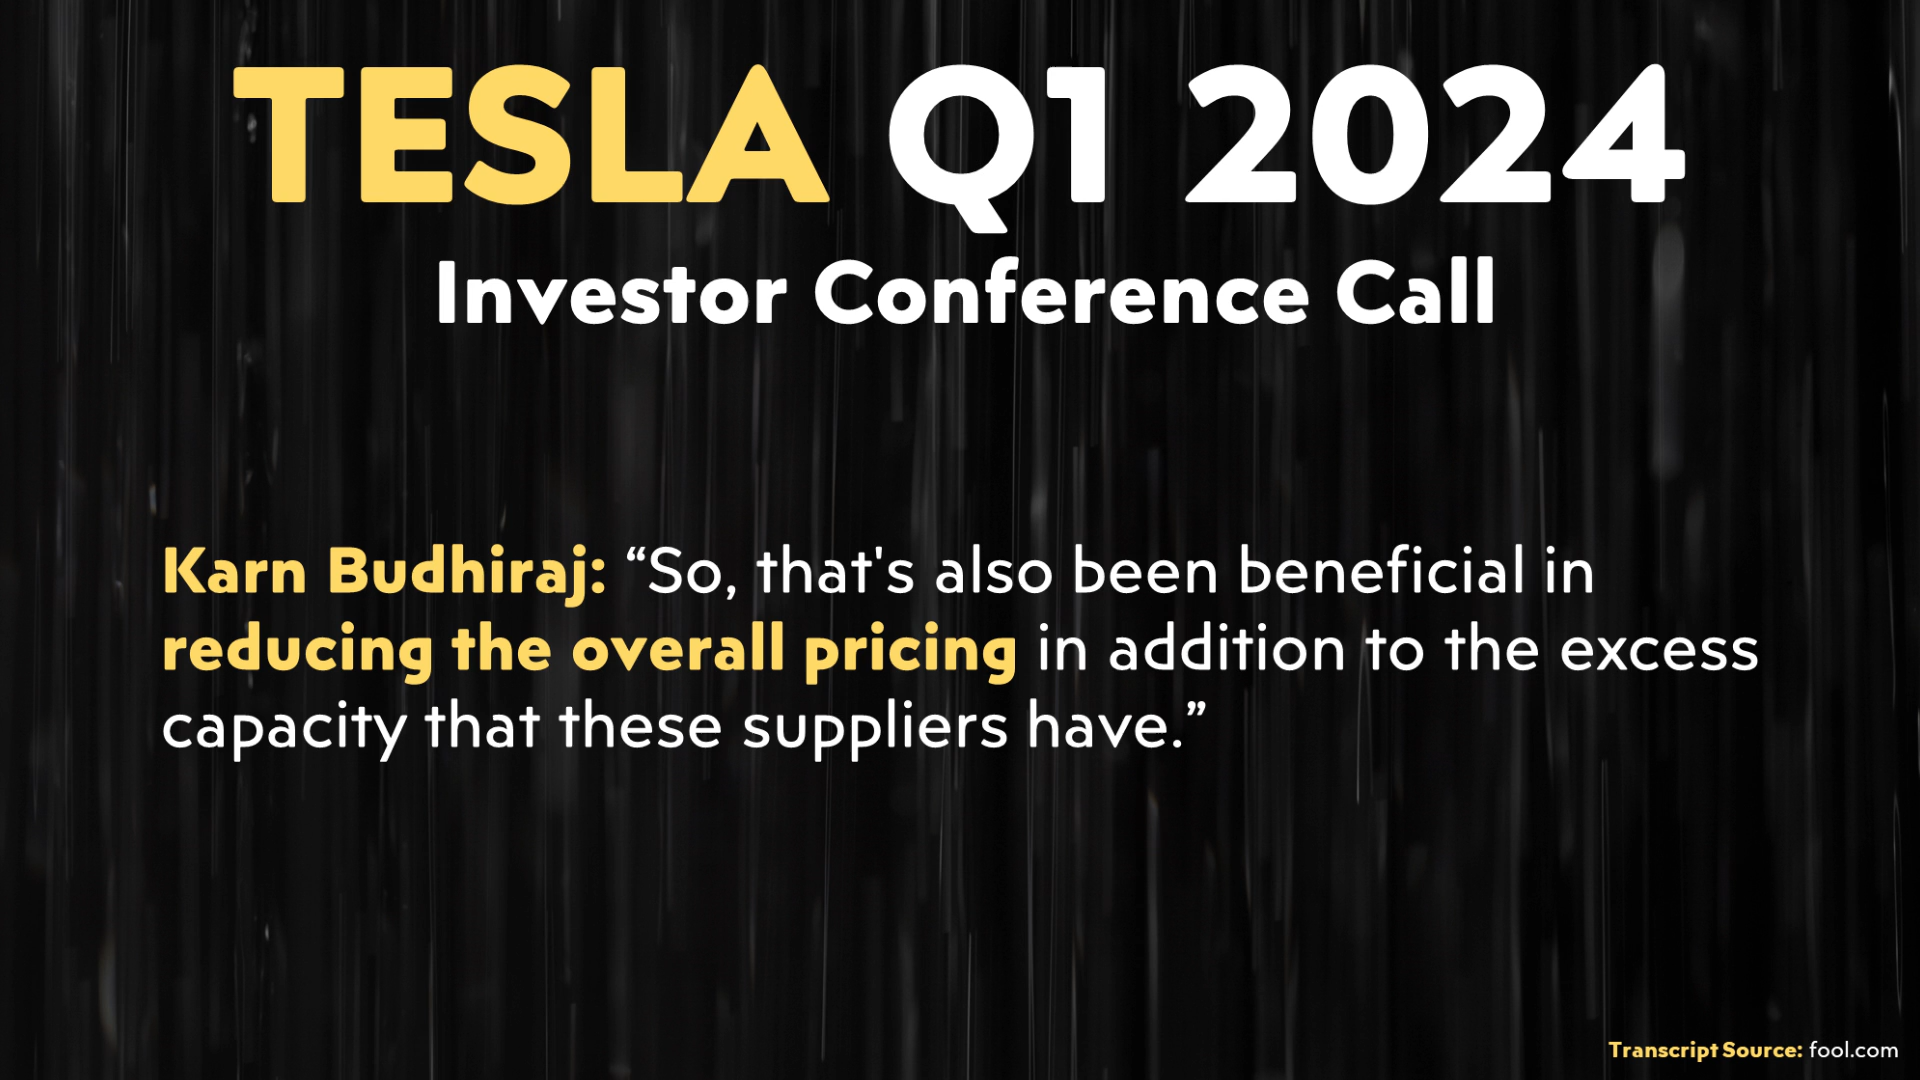 TESLA Q1 2024
Investor Conference Call
Karn Budhiraj: “So, that's also been beneficial in
reducing the overall pricing in addition to the excess
capacity that these suppliers have.”
Transcript Source: fool.com